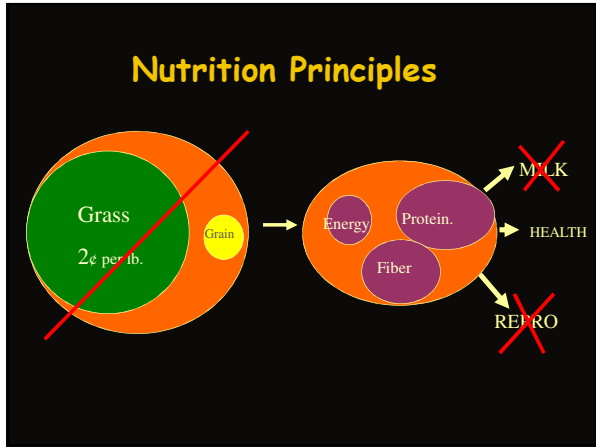 Nutrition Principles
Grass
2¢ per lb.
Grain
Energy
Protein.
Fiber
MILK
HEALTH
REPRO